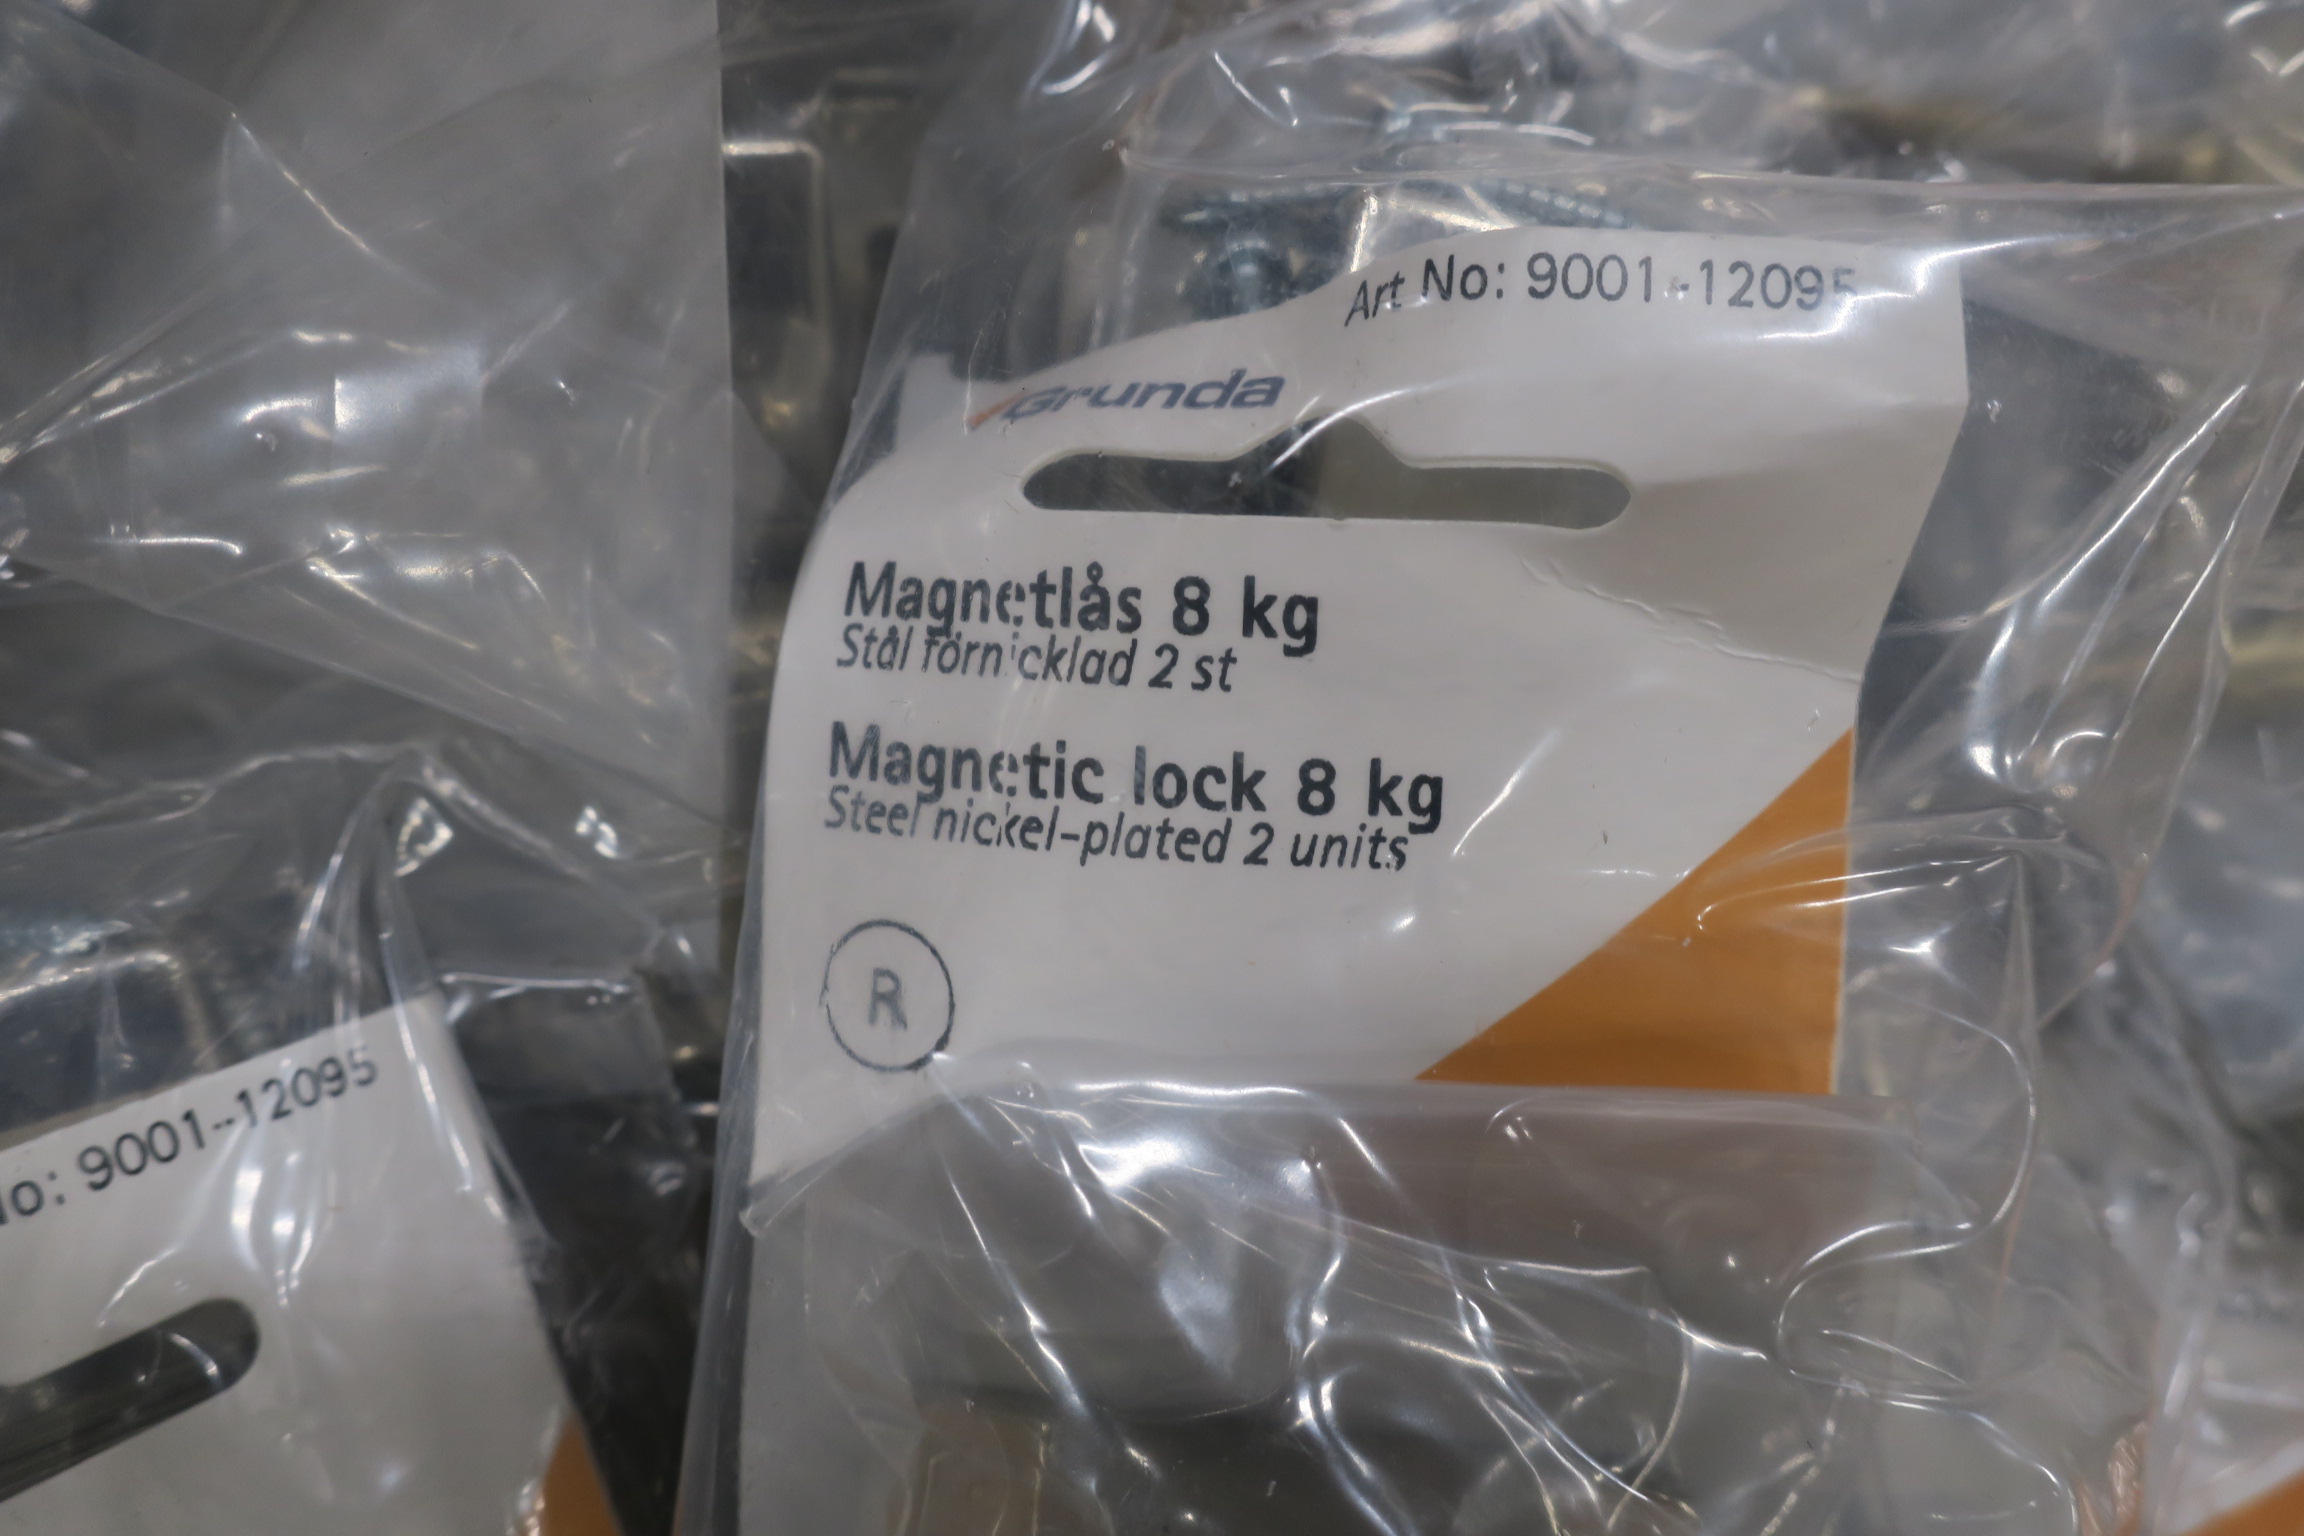 Art No: 9001-12095
Grunda
Magnetlås 8 kg
Stål förnicklad 2 st
Magnetic lock 8 kg
Steel nickel-plated 2 units
R
No: 9001-12095